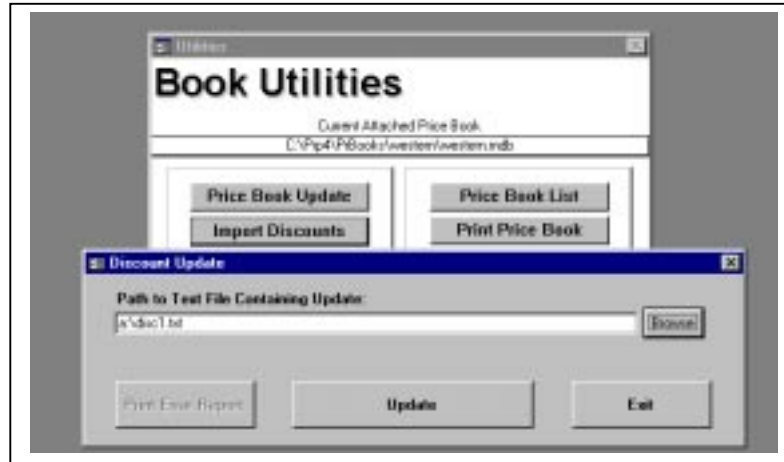 Utilities
Book Utilities
Current Attached Price Book
C:\Pip4\PrBooks\western\western.mdb
Price Book Update
Price Book List
Import Discounts
Print Price Book
Discount Update
Path to Text File Containing Update:
a:\disc1.txt
Browse
Print Error Report
Update
Exit